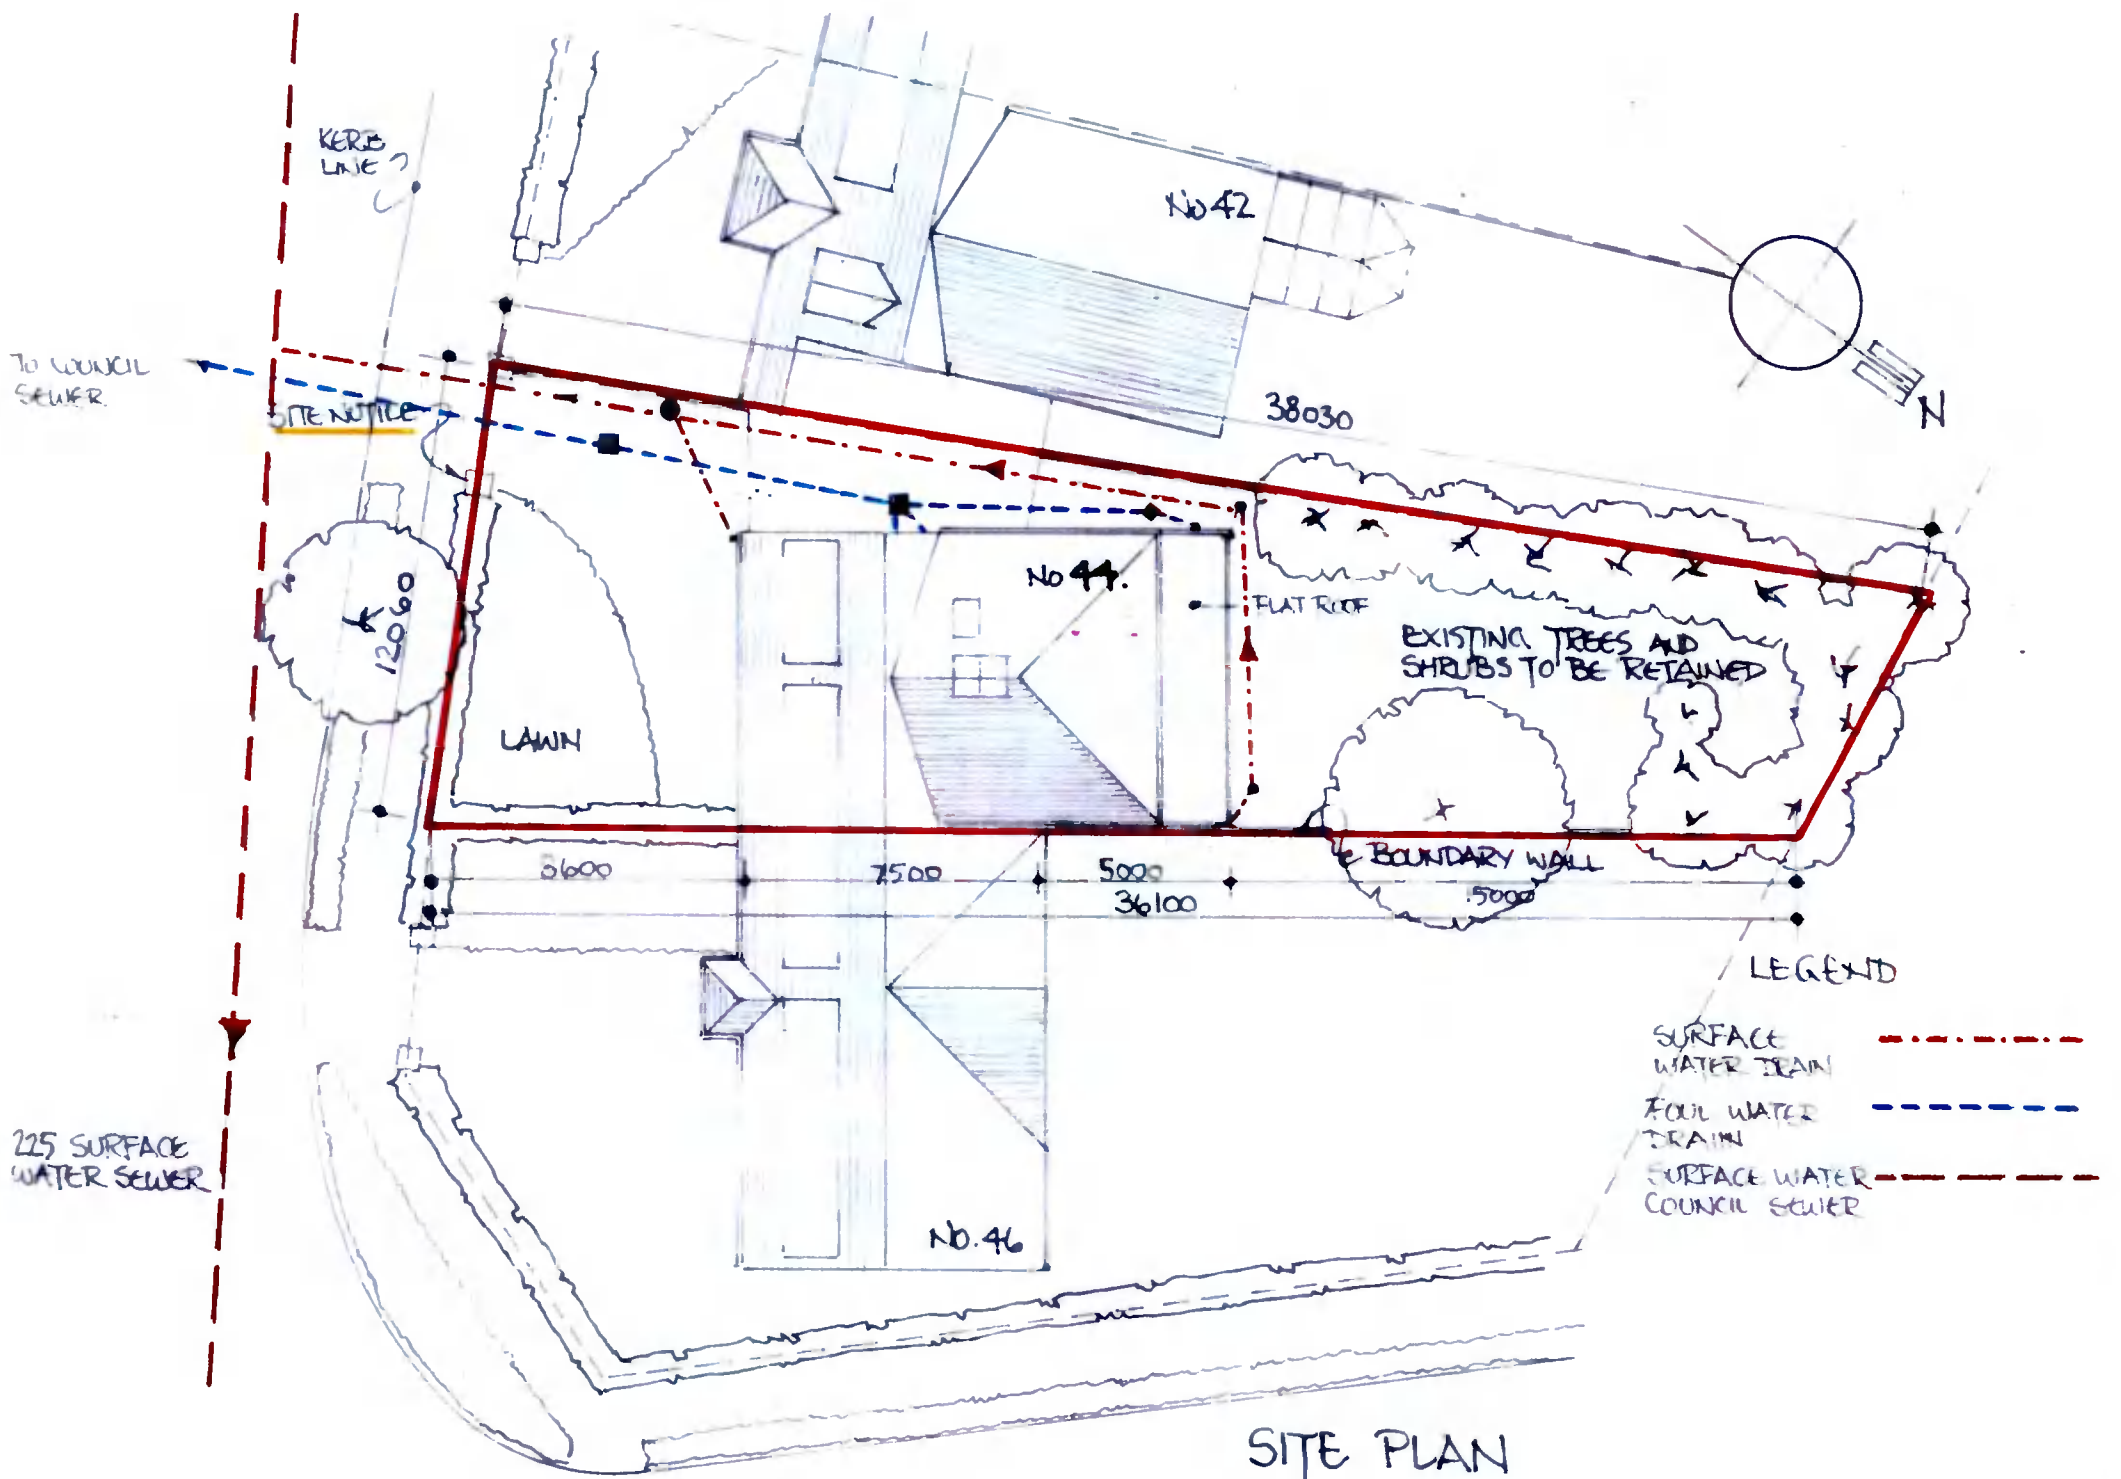 KERB
LINE
No 42
TO COUNCIL
SEWER
SITE NOTICE
38030
N
No 44.
FLAT ROOF
12060
EXISTING TREES AND
SHRUBS TO BE RETAINED
LAWN
BOUNDARY WALL
7500
5000
36100
LEGEND
SURFACE
WATER DRAIN
FOUL WATER
DRAIN
SURFACE WATER
COUNCIL SEWER
225 SURFACE
WATER SEWER
No. 46
SITE PLAN